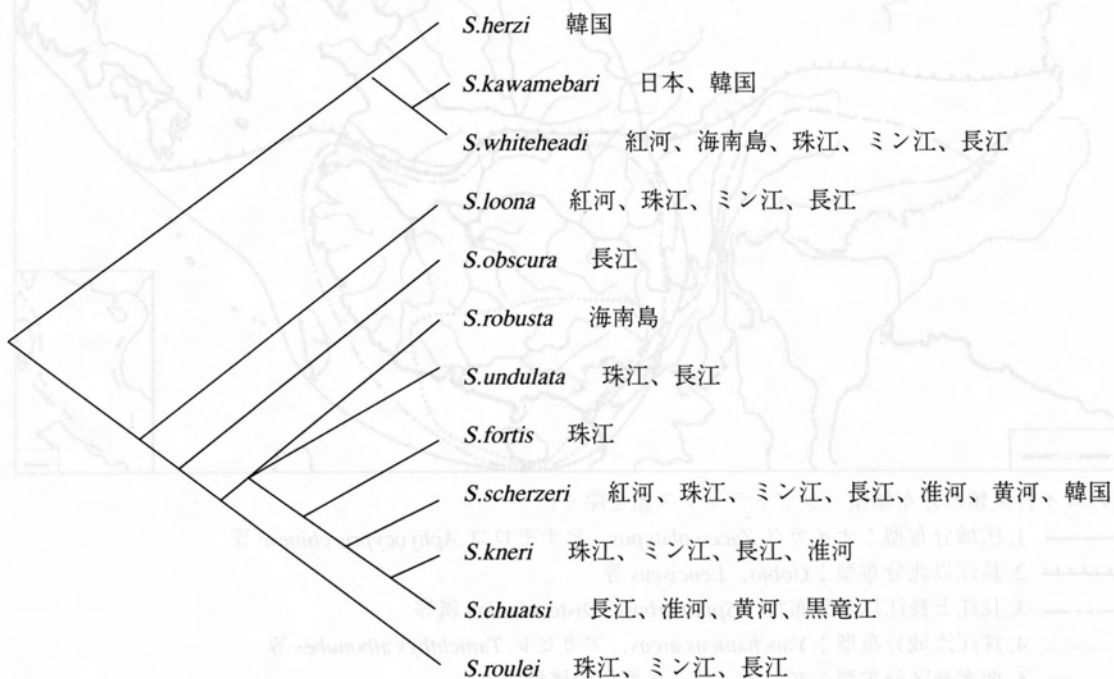 S.herzi 韓国
S.kawamebari 日本、韓国
S.whiteheadi 紅河、海南島、珠江、ミン江、長江
S.loona 紅河、珠江、ミン江、長江
S.obscura 長江
S.robusta 海南島
S.undulata 珠江、長江
S.fortis 珠江
S.scherzeri 紅河、珠江、ミン江、長江、淮河、黄河、韓国
S.kneri 珠江、ミン江、長江、淮河
S.chuatsi 長江、淮河、黄河、黒竜江
S.roulei 珠江、ミン江、長江